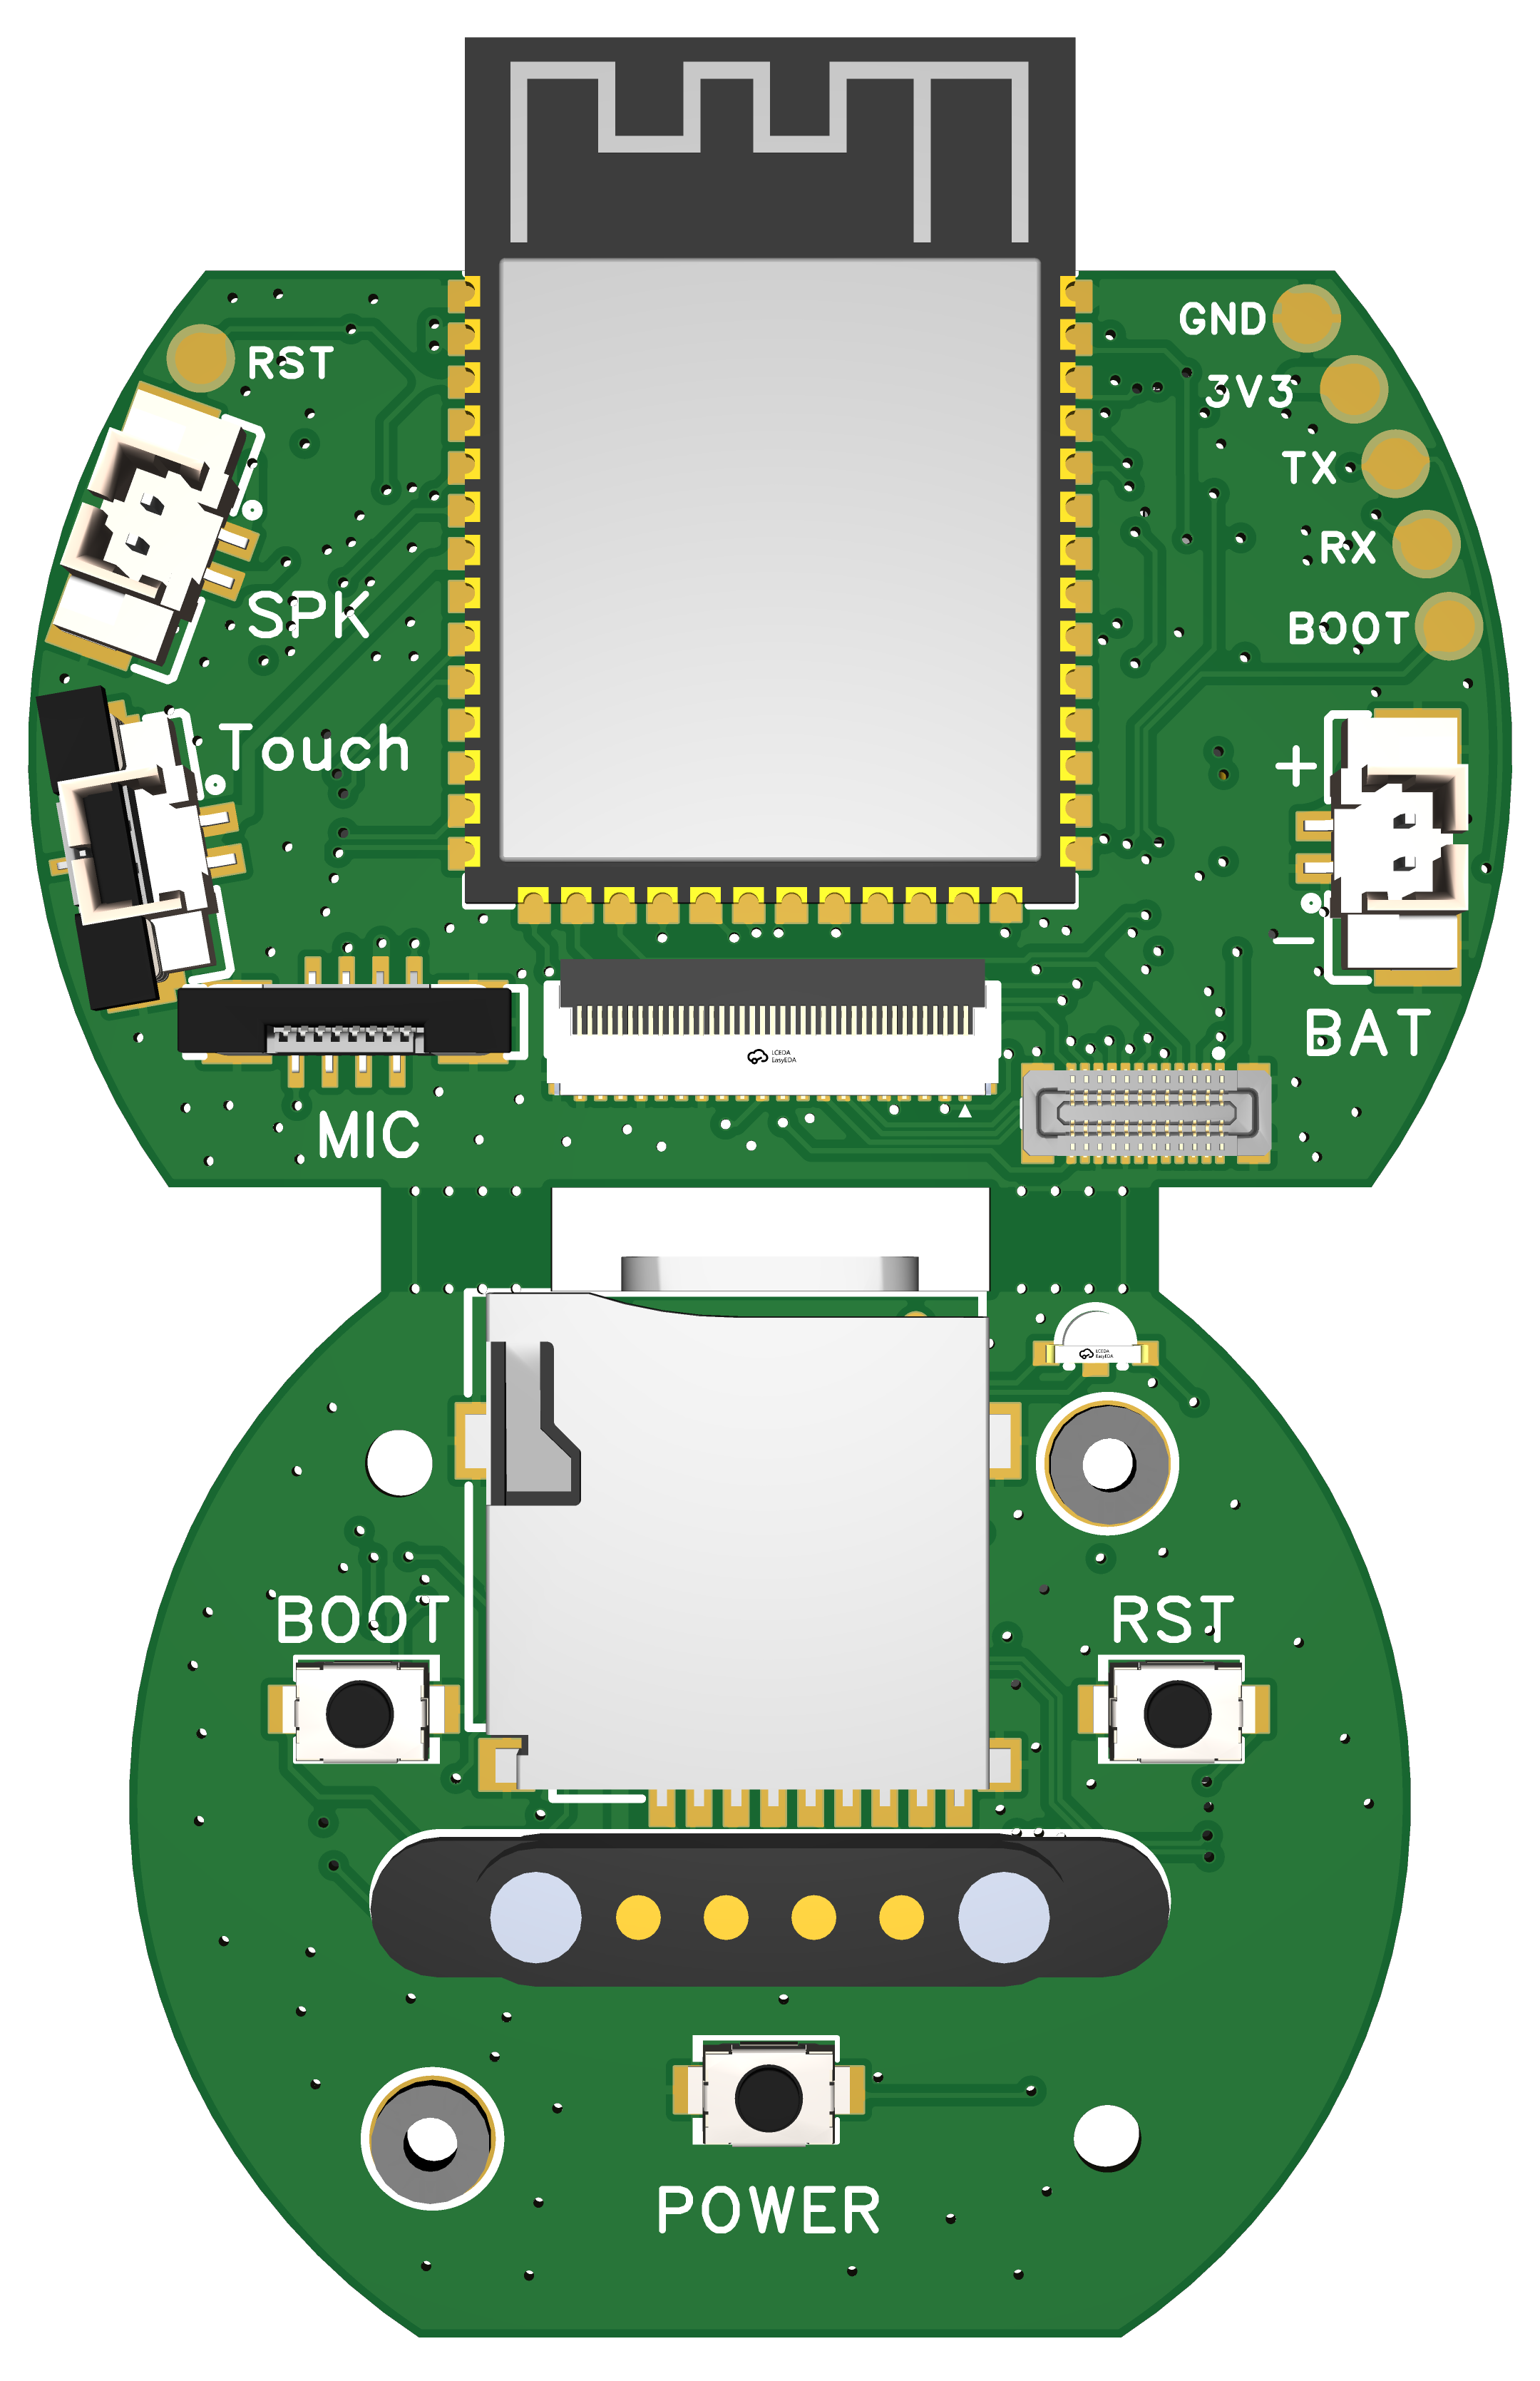 GND
RST
3V3
TX
RX
SPK
BOOT
Touch
+
-
BAT
LCEDA
EasyEDA
MIC
LCEDA
EasyEDA
BOOT
RST
POWER